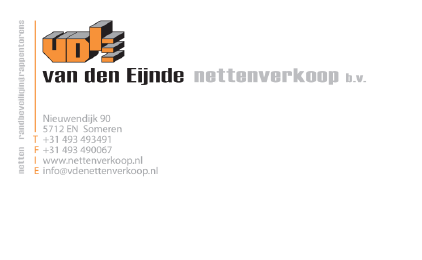 VDE
van den Eijnde nettenverkoop b.v.
Nieuwendijk 90
5712 EN Someren
T +31 493 493491
F +31 493 490067
I www.nettenverkoop.nl
E info@vdenettenverkoop.nl
netten